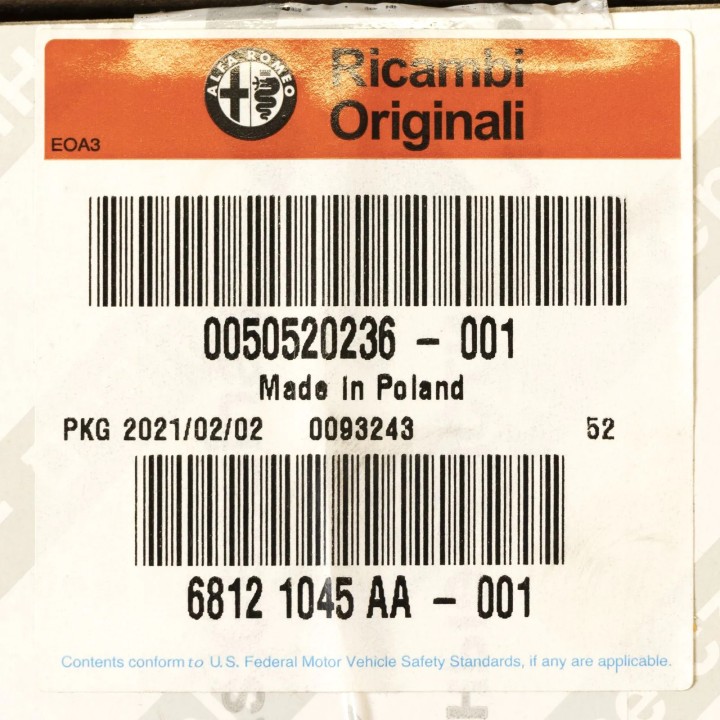 ALFA ROMEO
Ricambi
Originali
EOA3
0050520236 - 001
Made In Poland
PKG 2021/02/02 0093243 52
6812 1045 AA - 001
Contents conform to U.S. Federal Motor Vehicle Safety Standards, if any are applicable.